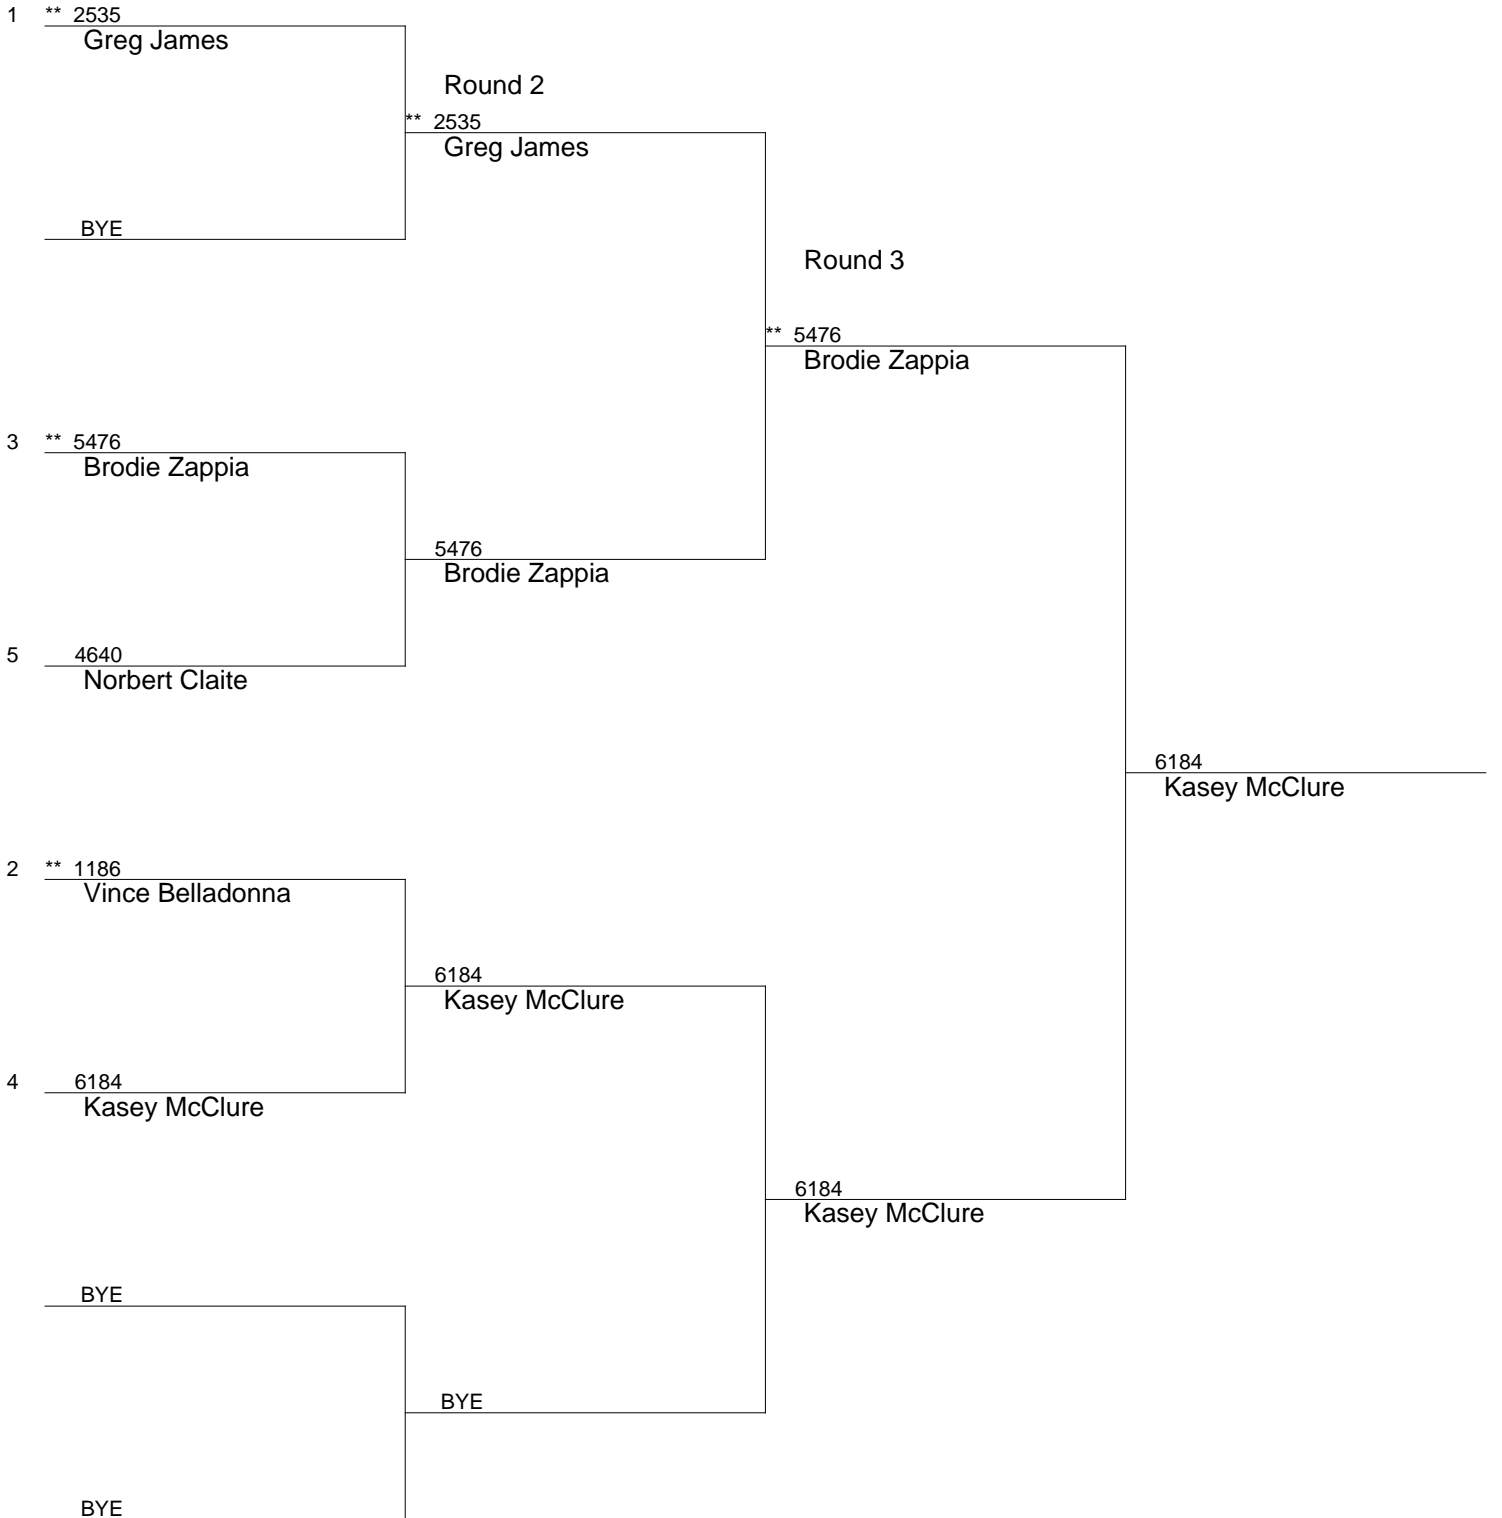 1 ** 2535
Greg James
Round 2
** 2535
Greg James
BYE
Round 3
** 5476
Brodie Zappia
3 ** 5476
Brodie Zappia
5476
Brodie Zappia
5 4640
Norbert Claite
6184
Kasey McClure
2 ** 1186
Vince Belladonna
6184
Kasey McClure
4 6184
Kasey McClure
6184
Kasey McClure
BYE
BYE
BYE